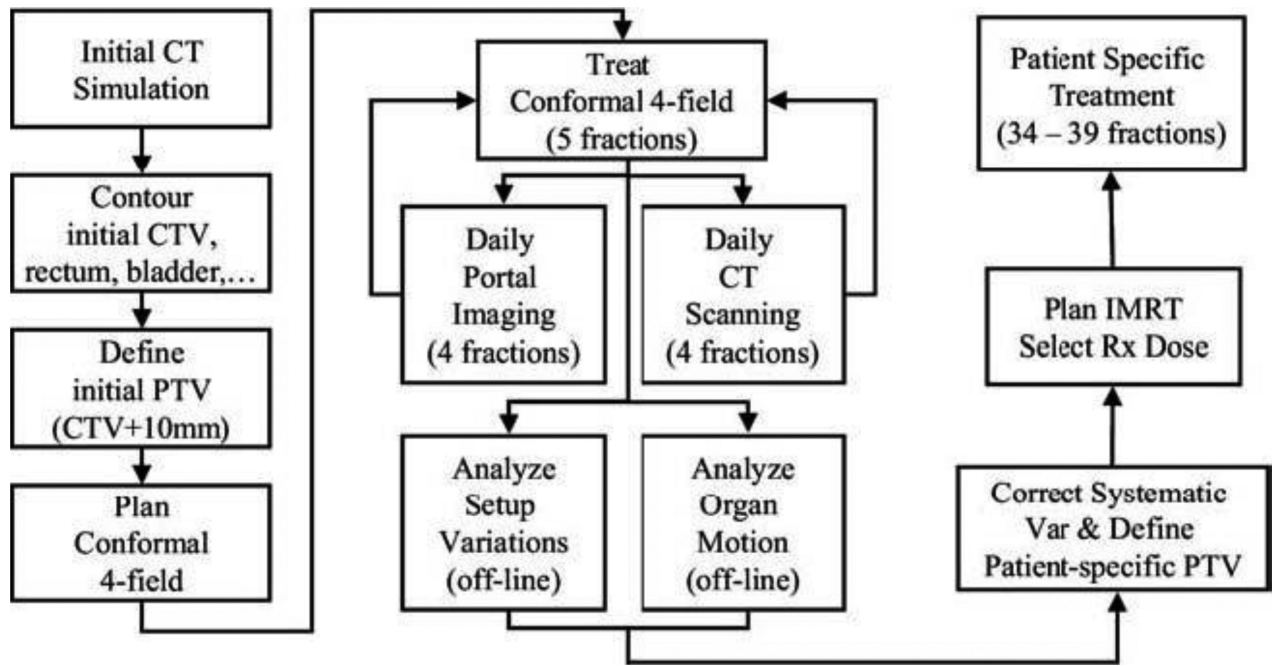 Initial CT
Simulation
Contour
initial CTV,
rectum, bladder,…
Define
initial PTV
(CTV+10mm)
Plan
Conformal
4-field
Treat
Conformal 4-field
(5 fractions)
Daily
Portal
Imaging
(4 fractions)
Daily
CT
Scanning
(4 fractions)
Analyze
Setup
Variations
(off-line)
Analyze
Organ
Motion
(off-line)
Correct Systematic
Var & Define
Patient-specific PTV
Plan IMRT
Select Rx Dose
Patient Specific
Treatment
(34 – 39 fractions)